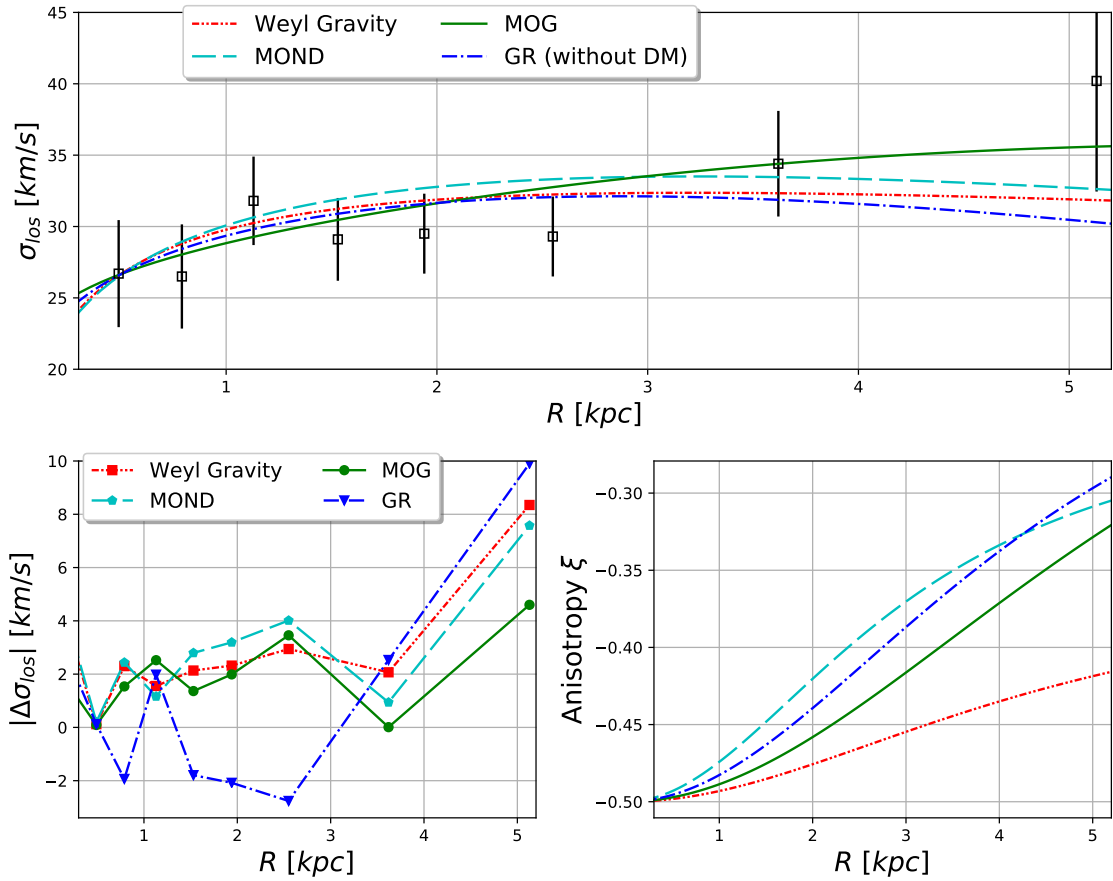 Weyl Gravity
MOND
MOG
GR (without DM)
σ_los [km/s]
45
40
35
30
25
20
1 2 3 4 5
R [kpc]
Weyl Gravity
MOND
MOG
GR
|Δσ_los| [km/s]
10
8
6
4
2
0
−2
1 2 3 4 5
R [kpc]
Anisotropy ξ
−0.30
−0.35
−0.40
−0.45
−0.50
1 2 3 4 5
R [kpc]